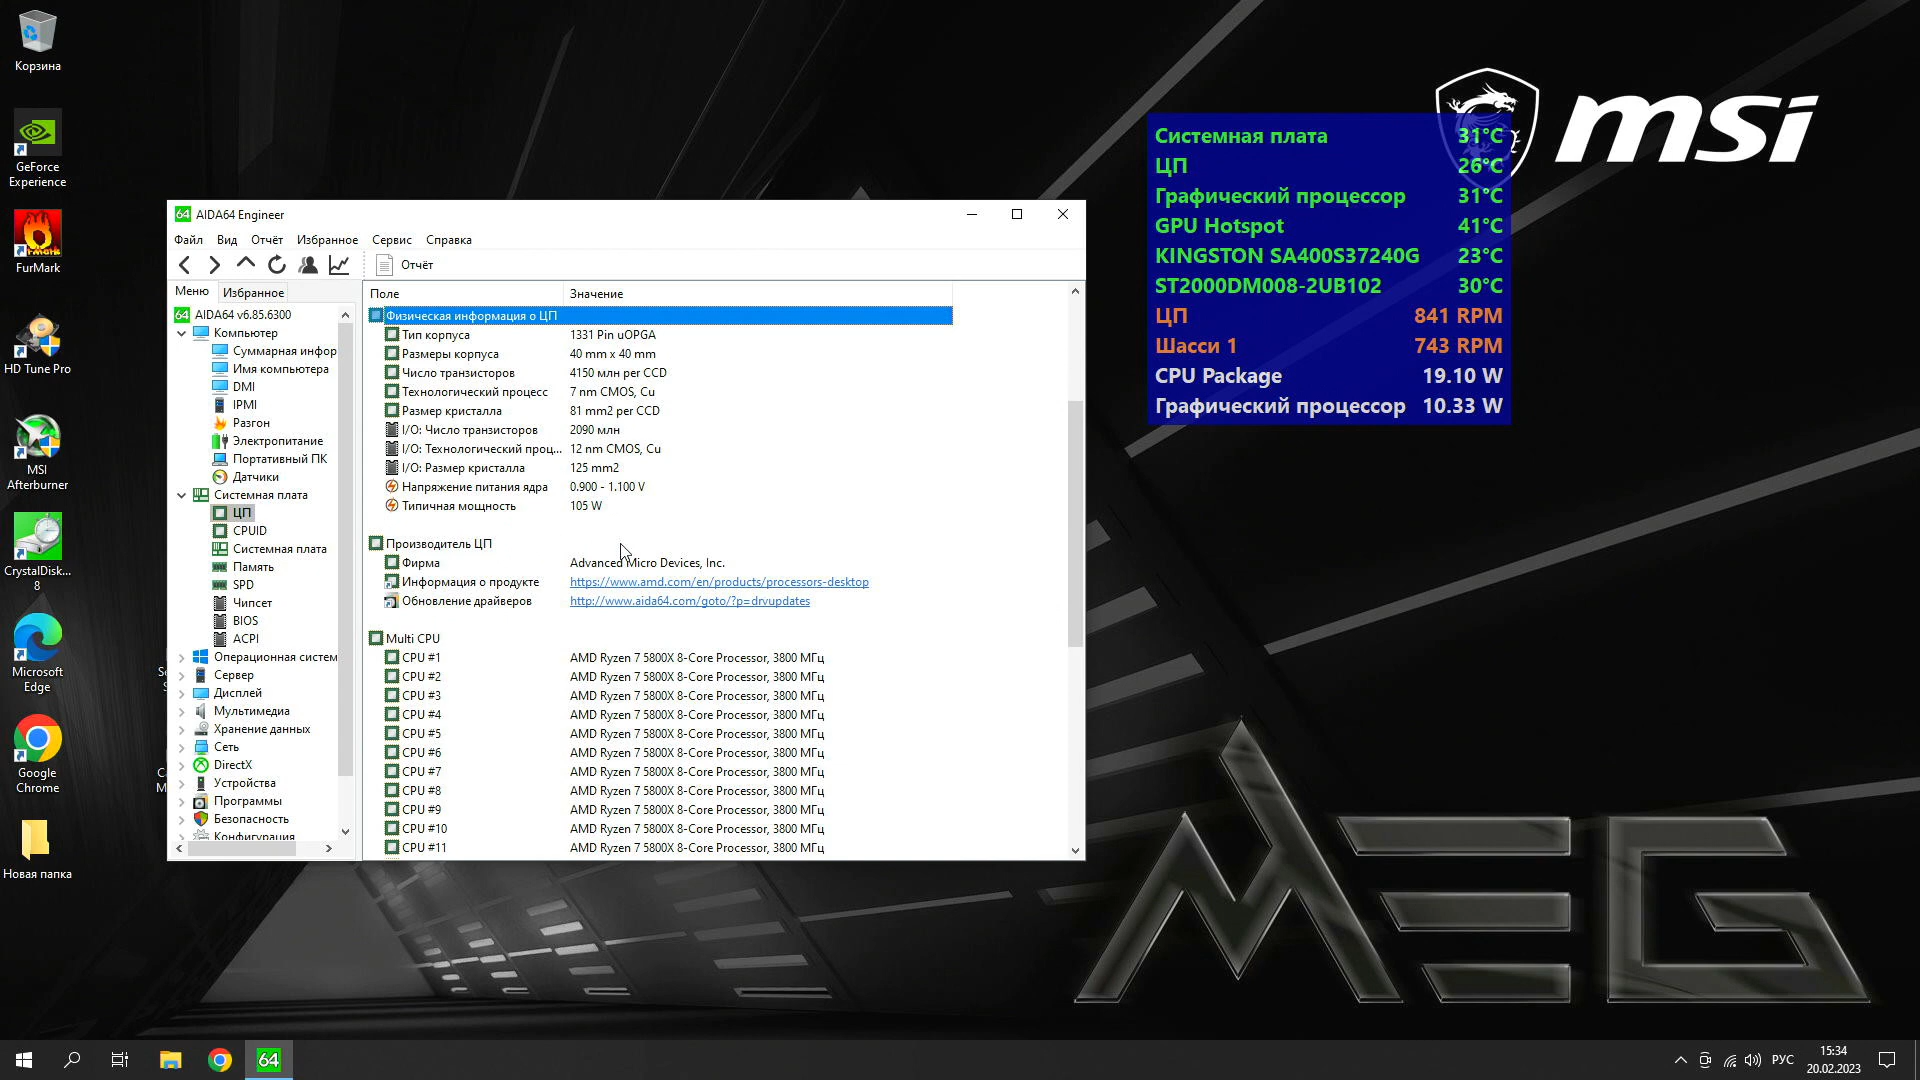 Корзина
GeForce
Experience
FurMark
HD Tune Pro
MSI
Afterburner
CrystalDisk...
8
Microsoft
Edge
Google
Chrome
Новая папка
64 AIDA64 Engineer
Файл Вид Отчёт Избранное Сервис Справка
Отчёт
Меню Избранное
64 AIDA64 v6.85.6300
Компьютер
Суммарная инфор
Имя компьютера
DMI
IPMI
Разгон
Электропитание
Портативный ПК
Датчики
Системная плата
ЦП
CPUID
Системная плата
Память
SPD
Чипсет
BIOS
ACPI
Операционная систем
Сервер
Дисплей
Мультимедиа
Хранение данных
Сеть
DirectX
Устройства
Программы
Безопасность
Конфигурация
Поле Значение
Физическая информация о ЦП
Тип корпуса 1331 Pin uOPGA
Размеры корпуса 40 mm x 40 mm
Число транзисторов 4150 млн per CCD
Технологический процесс 7 nm CMOS, Cu
Размер кристалла 81 mm2 per CCD
I/O: Число транзисторов 2090 млн
I/O: Технологический проц... 12 nm CMOS, Cu
I/O: Размер кристалла 125 mm2
Напряжение питания ядра 0.900 - 1.100 V
Типичная мощность 105 W
Производитель ЦП
Фирма Advanced Micro Devices, Inc.
Информация о продукте https://www.amd.com/en/products/processors-desktop
Обновление драйверов http://www.aida64.com/goto/?p=drvupdates
Multi CPU
CPU #1 AMD Ryzen 7 5800X 8-Core Processor, 3800 МГц
CPU #2 AMD Ryzen 7 5800X 8-Core Processor, 3800 МГц
CPU #3 AMD Ryzen 7 5800X 8-Core Processor, 3800 МГц
CPU #4 AMD Ryzen 7 5800X 8-Core Processor, 3800 МГц
CPU #5 AMD Ryzen 7 5800X 8-Core Processor, 3800 МГц
CPU #6 AMD Ryzen 7 5800X 8-Core Processor, 3800 МГц
CPU #7 AMD Ryzen 7 5800X 8-Core Processor, 3800 МГц
CPU #8 AMD Ryzen 7 5800X 8-Core Processor, 3800 МГц
CPU #9 AMD Ryzen 7 5800X 8-Core Processor, 3800 МГц
CPU #10 AMD Ryzen 7 5800X 8-Core Processor, 3800 МГц
CPU #11 AMD Ryzen 7 5800X 8-Core Processor, 3800 МГц
Системная плата 31°C
ЦП 26°C
Графический процессор 31°C
GPU Hotspot 41°C
KINGSTON SA400S37240G 23°C
ST2000DM008-2UB102 30°C
ЦП 841 RPM
Шасси 1 743 RPM
CPU Package 19.10 W
Графический процессор 10.33 W
msi
MEG
64
РУС
15:34
20.02.2023